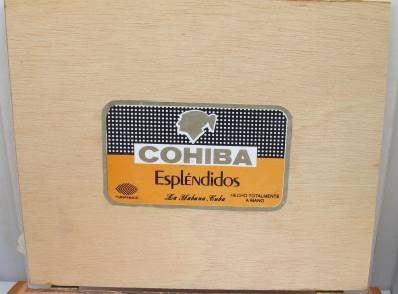 COHIBA
Espléndidos
La Habana, Cuba
HECHO TOTALMENTE
A MANO